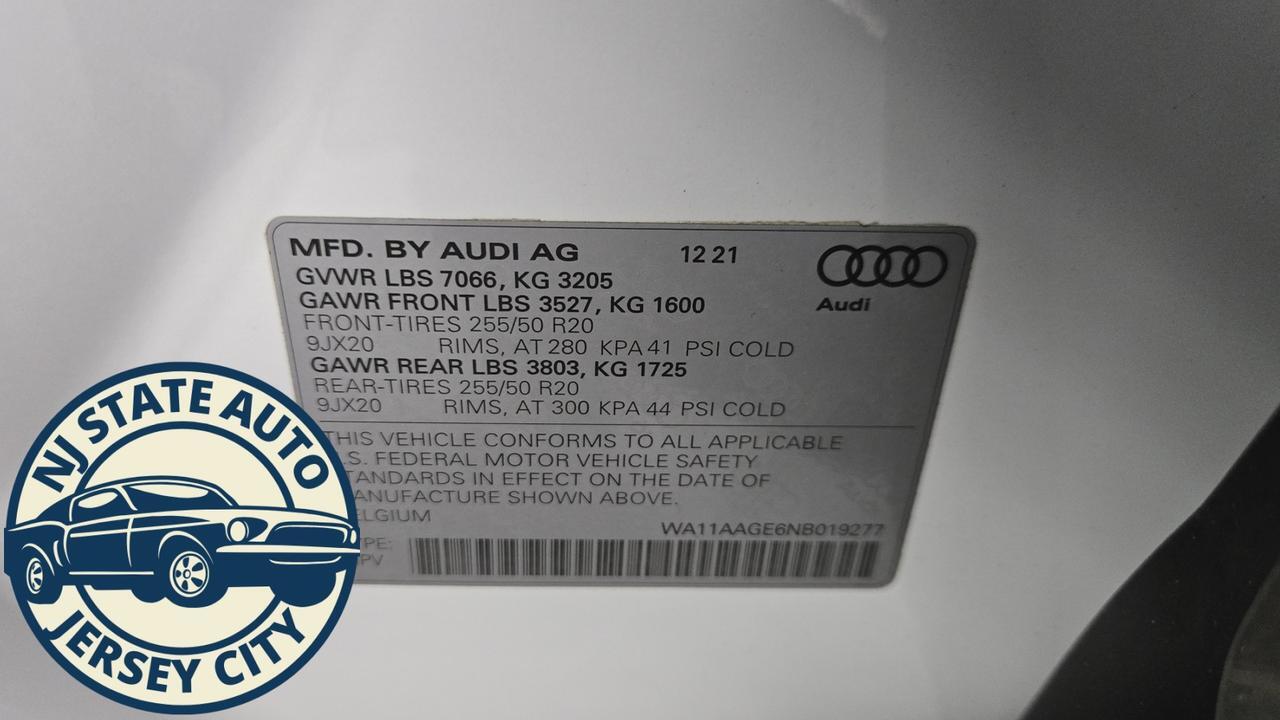 MFD. BY AUDI AG 12 21
GVWR LBS 7066, KG 3205
GAWR FRONT LBS 3527, KG 1600
FRONT-TIRES 255/50 R20
9JX20 RIMS, AT 280 KPA 41 PSI COLD
GAWR REAR LBS 3803, KG 1725
REAR-TIRES 255/50 R20
9JX20 RIMS, AT 300 KPA 44 PSI COLD
Audi
THIS VEHICLE CONFORMS TO ALL APPLICABLE
S. FEDERAL MOTOR VEHICLE SAFETY
TANDARDS IN EFFECT ON THE DATE OF
ANUFACTURE SHOWN ABOVE.
ELGIUM
WA11AAGE6NB019277
PE:
PV
NJ STATE AUTO
JERSEY CITY